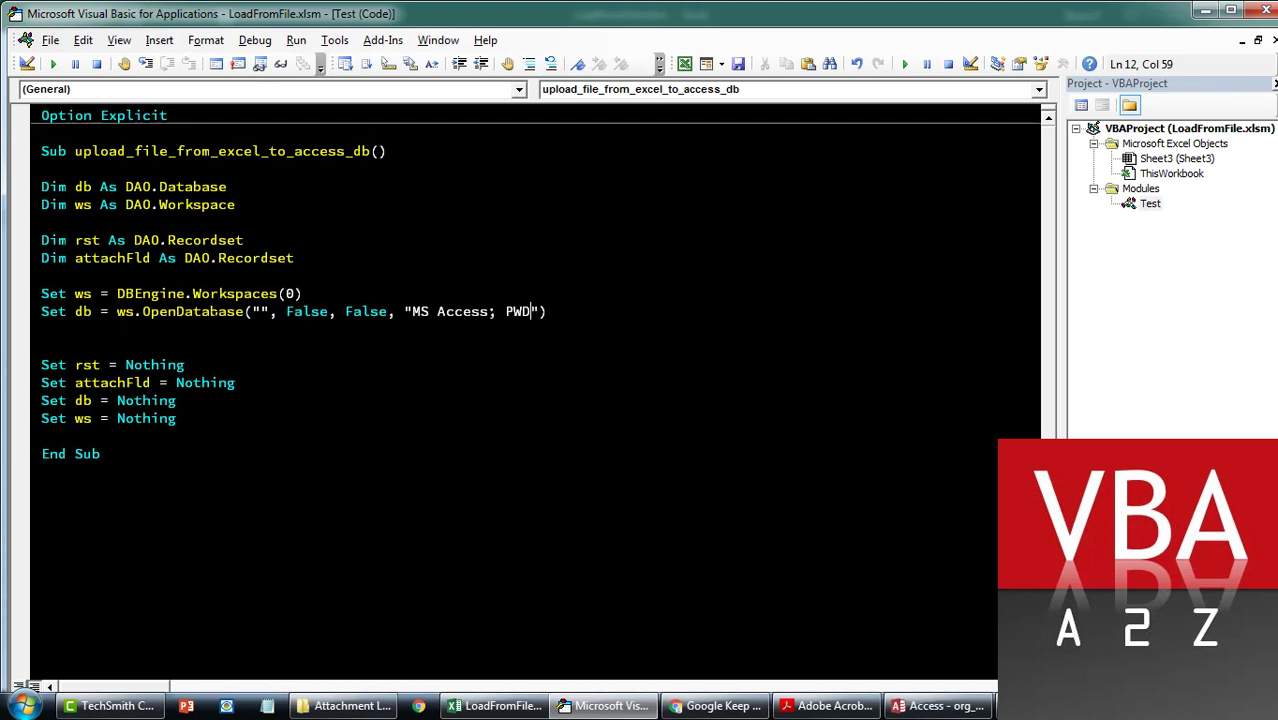 Microsoft Visual Basic for Applications - LoadFromFile.xlsm - [Test (Code)]
File Edit View Insert Format Debug Run Tools Add-Ins Window Help
Ln 12, Col 59
(General) upload_file_from_excel_to_access_db
Project - VBAProject
Option Explicit
Sub upload_file_from_excel_to_access_db()
Dim db As DAO.Database
Dim ws As DAO.Workspace
Dim rst As DAO.Recordset
Dim attachFld As DAO.Recordset
Set ws = DBEngine.Workspaces(0)
Set db = ws.OpenDatabase("", False, False, "MS Access; PWD")
Set rst = Nothing
Set attachFld = Nothing
Set db = Nothing
Set ws = Nothing
End Sub
VBAProject (LoadFromFile.xlsm)
Microsoft Excel Objects
Sheet3 (Sheet3)
ThisWorkbook
Modules
Test
VBA
A 2 Z
TechSmith C... Attachment L... LoadFromFile... Microsoft Vis... Google Keep ... Adobe Acrob... Access - org_...